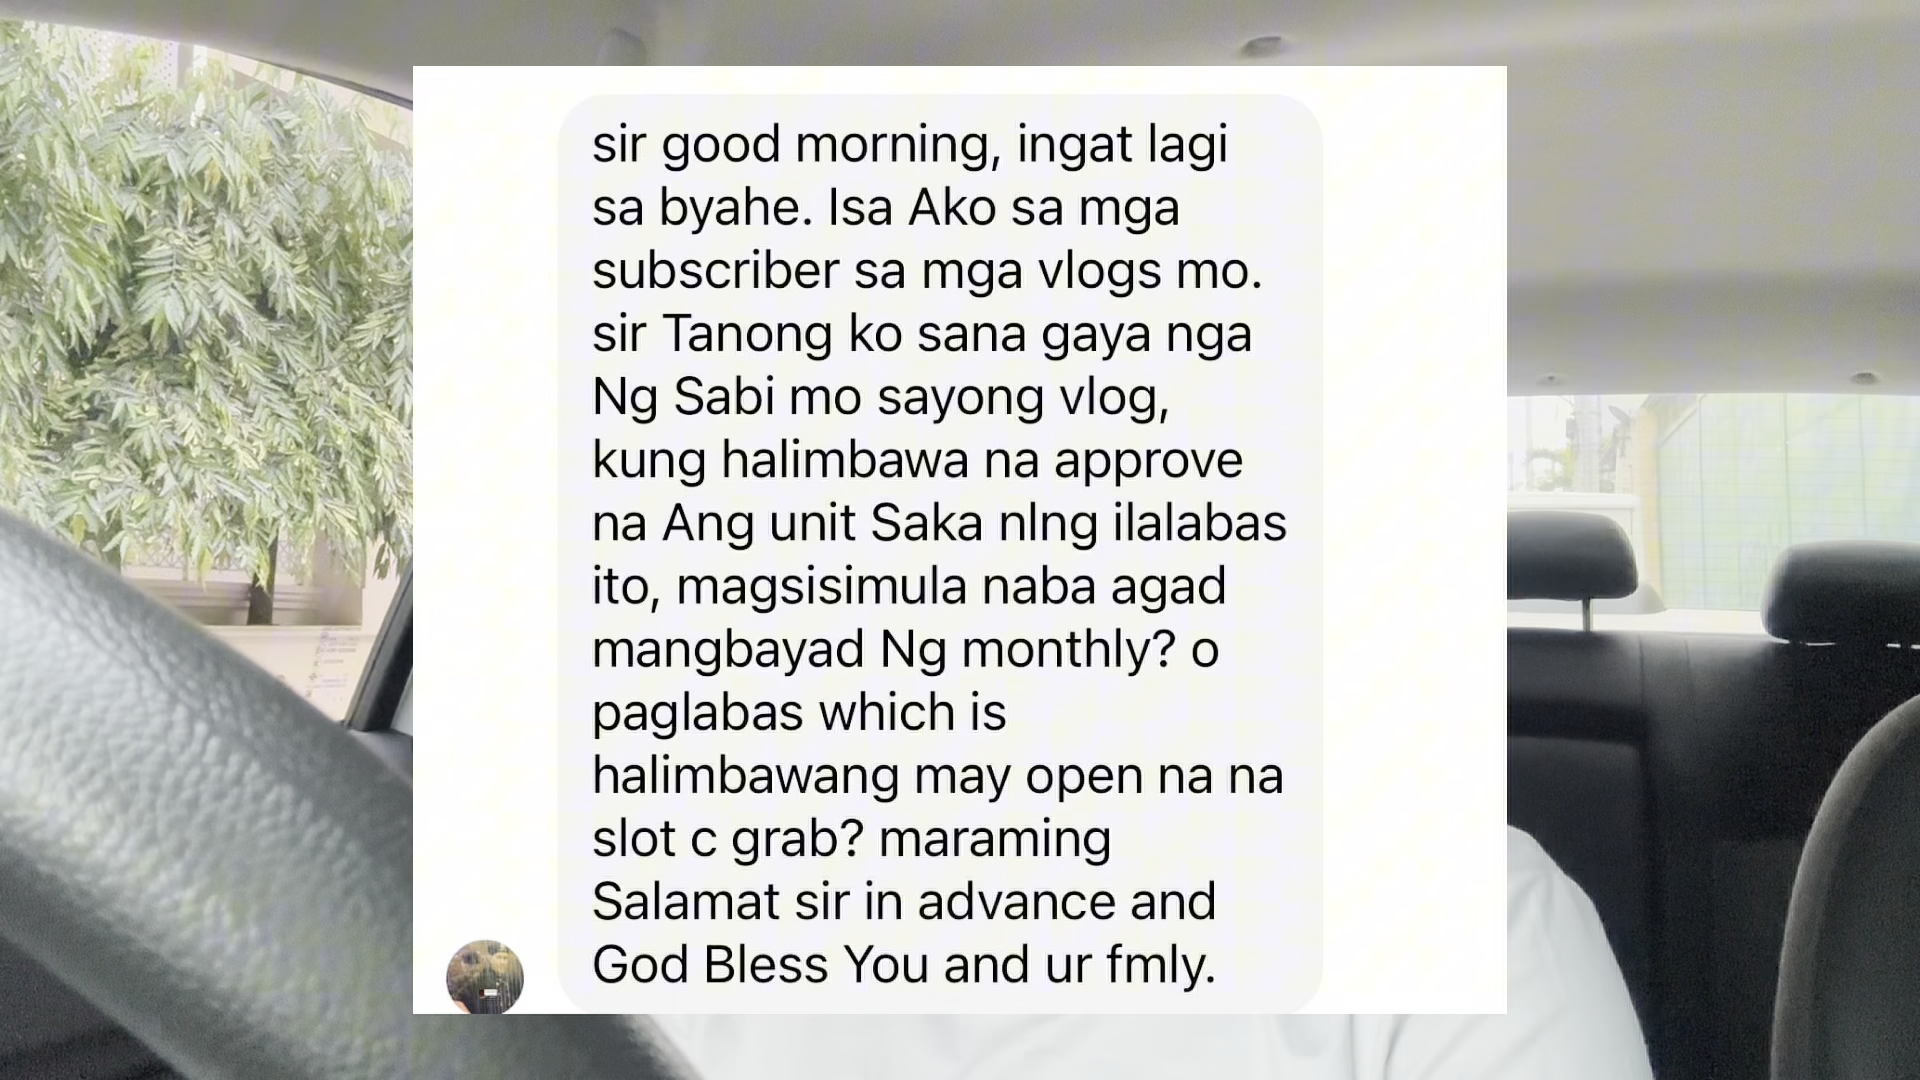 sir good morning, ingat lagi
sa byahe. Isa Ako sa mga
subscriber sa mga vlogs mo.
sir Tanong ko sana gaya nga
Ng Sabi mo sayong vlog,
kung halimbawa na approve
na Ang unit Saka nlng ilalabas
ito, magsisimula naba agad
mangbayad Ng monthly? o
paglabas which is
halimbawang may open na na
slot c grab? maraming
Salamat sir in advance and
God Bless You and ur fmly.